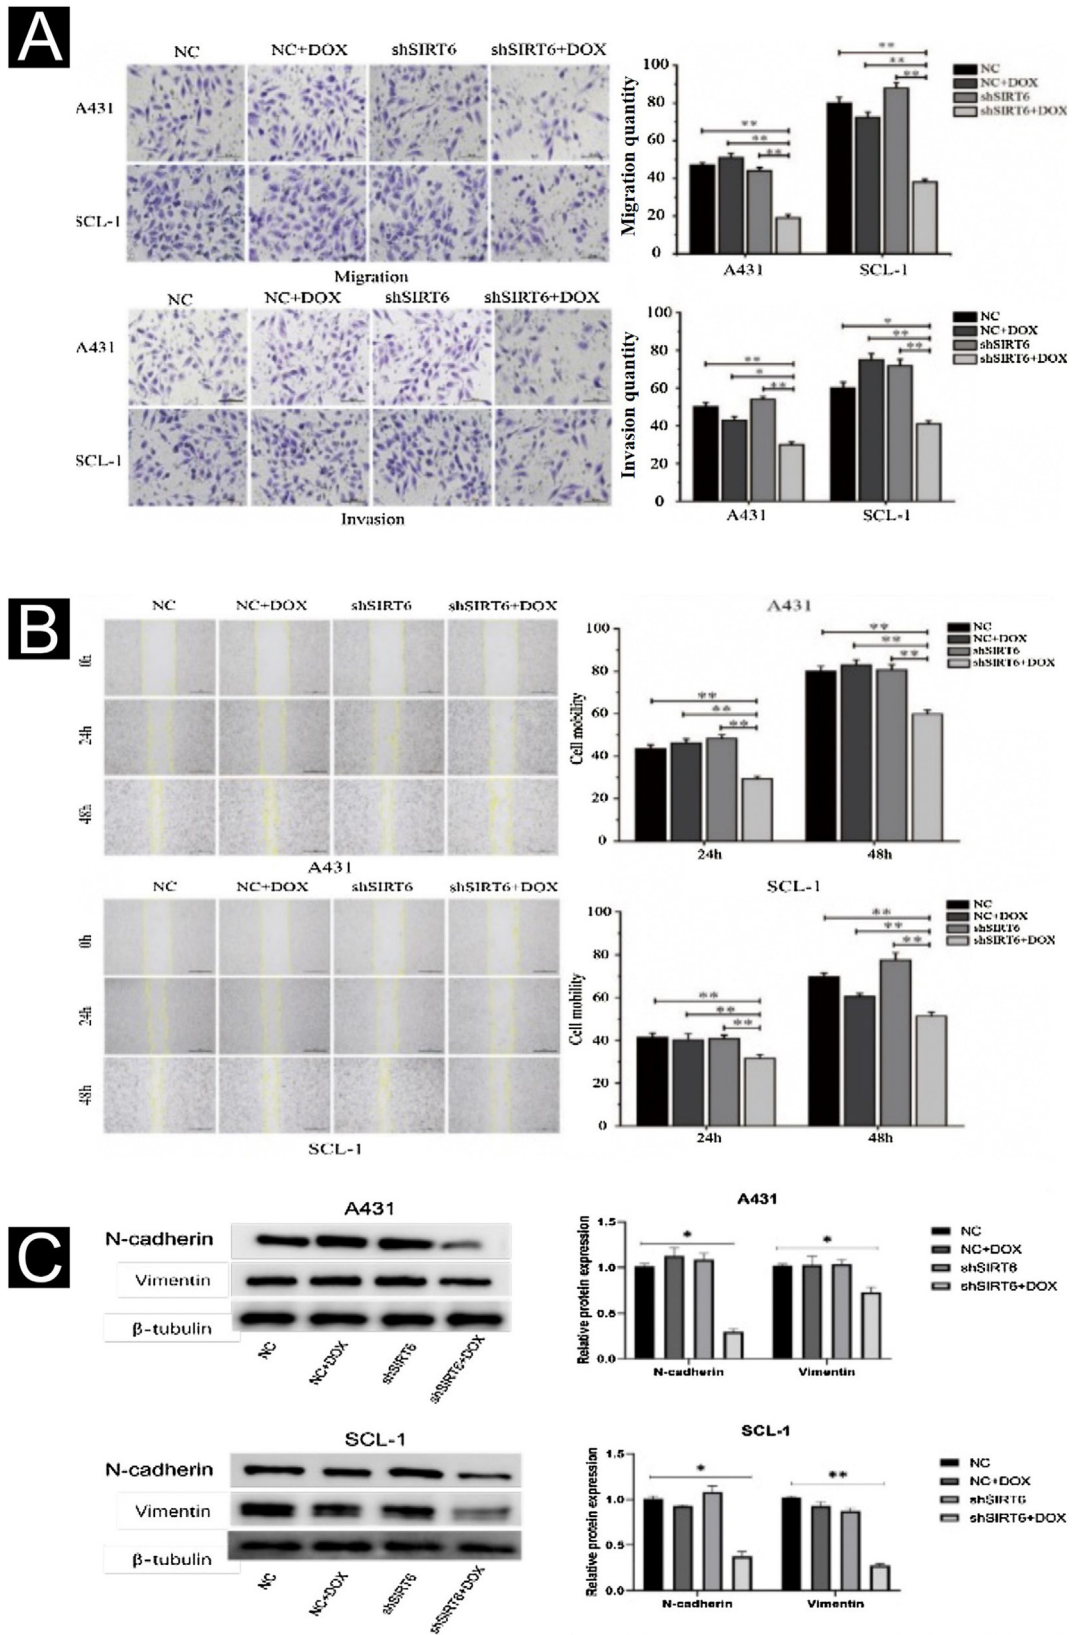 A
NC NC+DOX shSIRT6 shSIRT6+DOX
A431
SCL-1
Migration
Migration quantity
100
80
60
40
20
0
** ** **
** ** **
A431 SCL-1
NC
NC+DOX
shSIRT6
shSIRT6+DOX
NC NC+DOX shSIRT6 shSIRT6+DOX
A431
SCL-1
Invasion
Invasion quantity
100
80
60
40
20
0
** * **
* ** **
A431 SCL-1
NC
NC+DOX
shSIRT6
shSIRT6+DOX
B
NC NC+DOX shSIRT6 shSIRT6+DOX
0h
24h
48h
A431
A431
Cell mobility
100
80
60
40
20
0
** ** **
** ** **
24h 48h
NC
NC+DOX
shSIRT6
shSIRT6+DOX
NC NC+DOX shSIRT6 shSIRT6+DOX
0h
24h
48h
SCL-1
SCL-1
Cell mobility
100
80
60
40
20
0
** ** **
** ** **
24h 48h
NC
NC+DOX
shSIRT6
shSIRT6+DOX
C
A431
N-cadherin
Vimentin
β-tubulin
NC NC+DOX shSIRT6 shSIRT6+DOX
A431
Relative protein expression
1.5
1.0
0.5
0.0
* *
N-cadherin Vimentin
NC
NC+DOX
shSIRT6
shSIRT6+DOX
SCL-1
N-cadherin
Vimentin
β-tubulin
NC NC+DOX shSIRT6 shSIRT6+DOX
SCL-1
Relative protein expression
1.5
1.0
0.5
0.0
* **
N-cadherin Vimentin
NC
NC+DOX
shSIRT6
shSIRT6+DOX